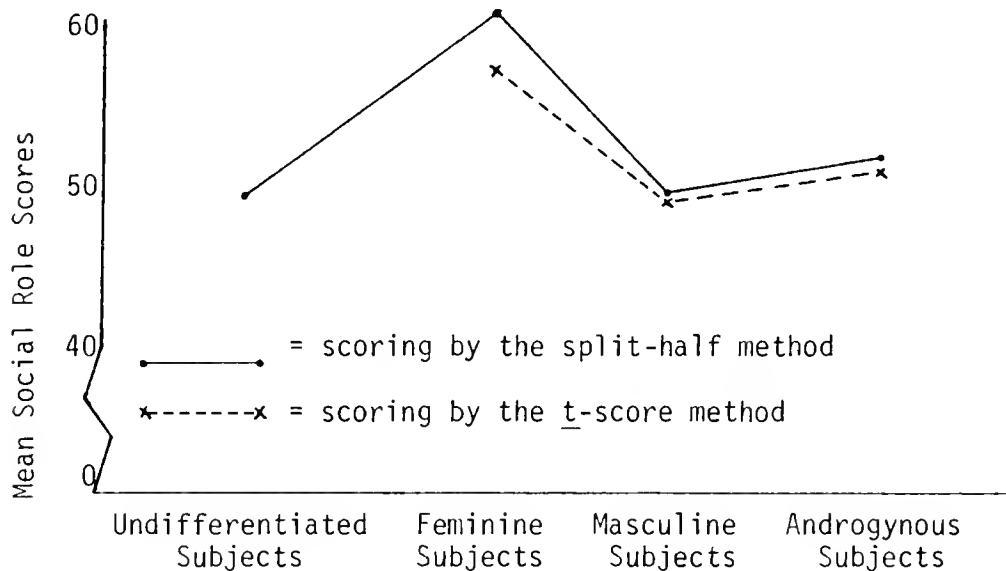 60
50
40
0
Mean Social Role Scores
= scoring by the split-half method
= scoring by the t-score method
Undifferentiated Subjects
Feminine Subjects
Masculine Subjects
Androgynous Subjects